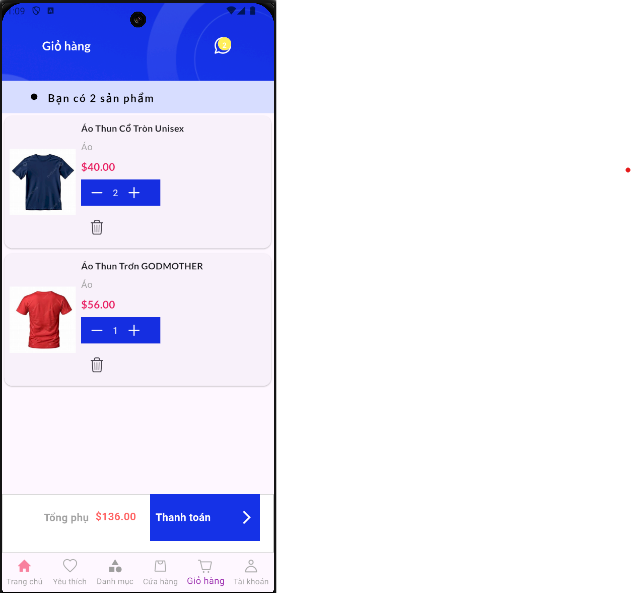 :09
Giỏ hàng
Bạn có 2 sản phẩm
Áo Thun Cổ Tròn Unisex
Áo
$40.00
2
Áo Thun Trơn GODMOTHER
Áo
$56.00
1
Tổng phụ $136.00 Thanh toán
Trang chủ Yêu thích Danh mục Cửa hàng Giỏ hàng Tài khoản